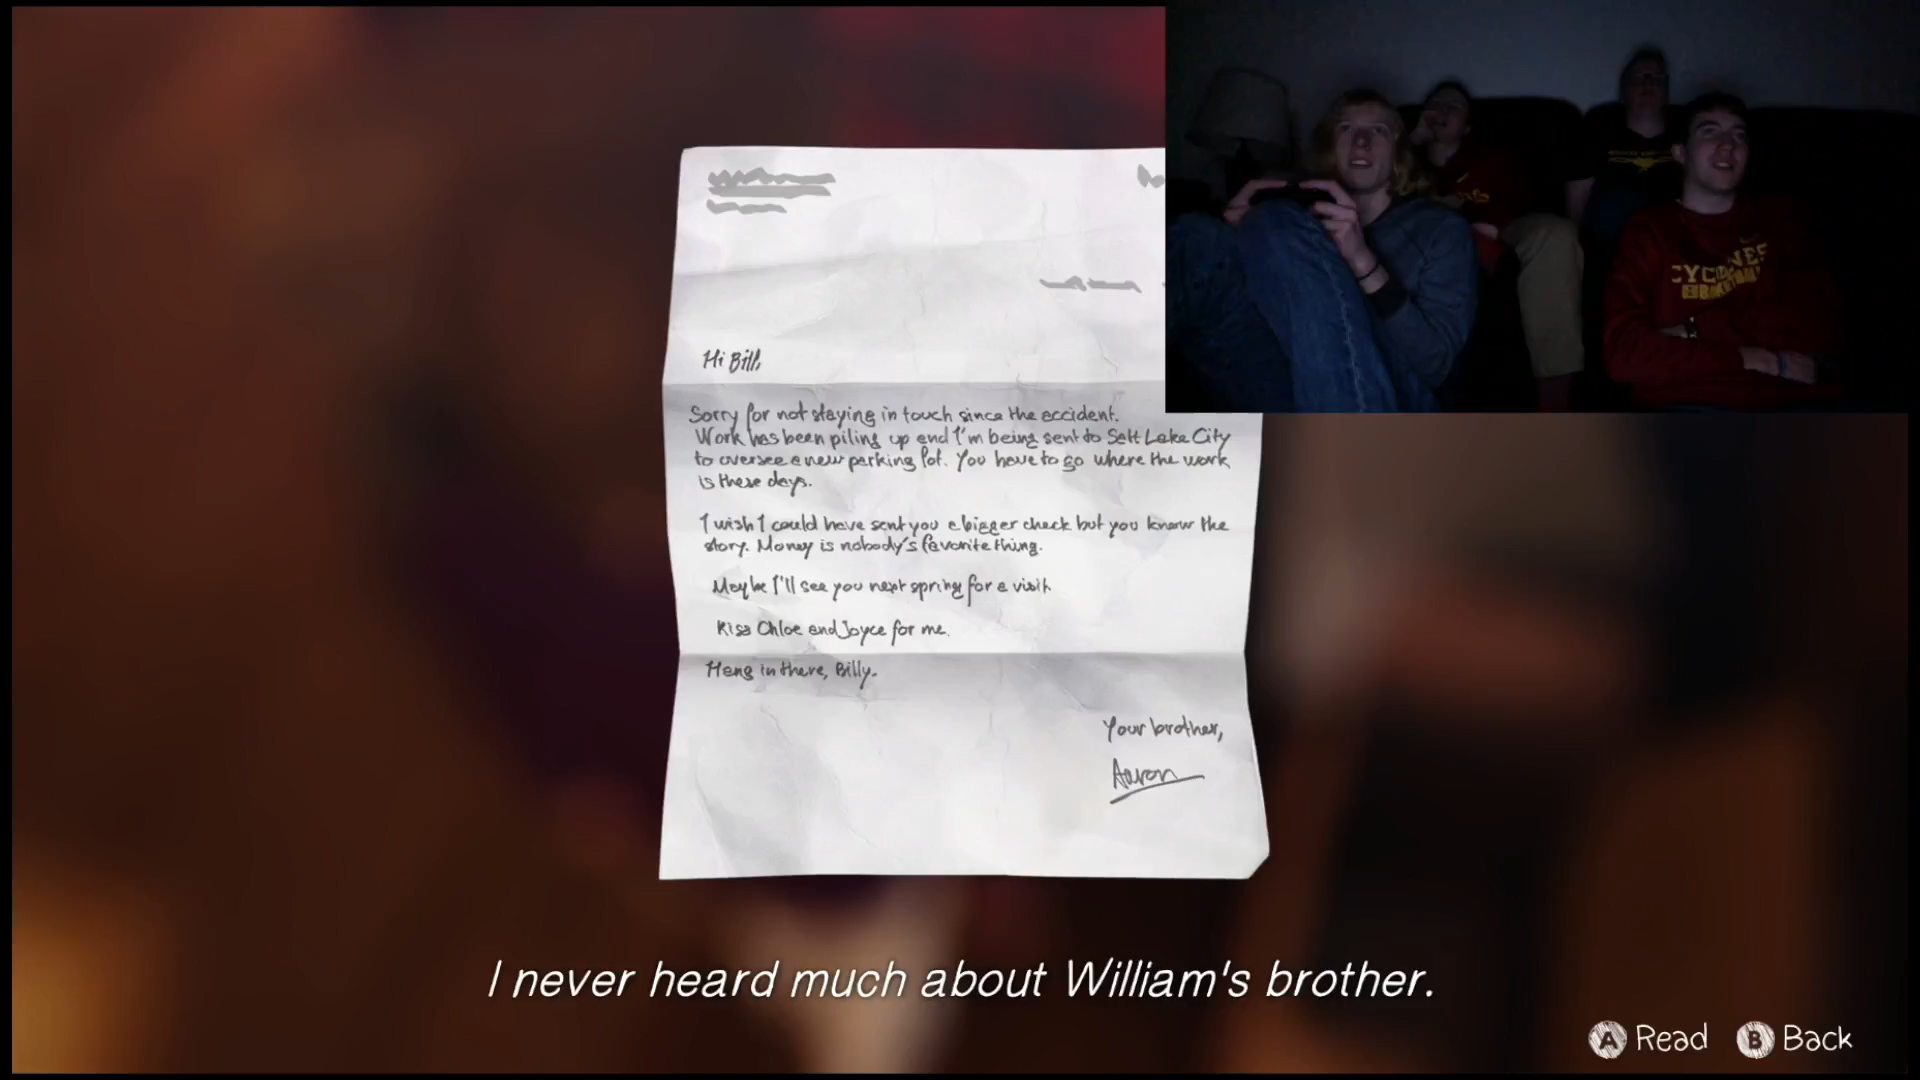 Hi Bill,
Sorry for not staying in touch since the accident.
Work has been piling up and I'm being sent to Salt Lake City
to oversee a new parking lot. You have to go where the work
is these days.
I wish I could have sent you a bigger check but you know the
story. Money is nobody's favorite thing.
Maybe I'll see you next spring for a visit.
Kiss Chloe and Joyce for me.
Hang in there, Billy.
Your brother,
Aaron
CYCLONES
BASKETBALL
I never heard much about William's brother.
A Read B Back